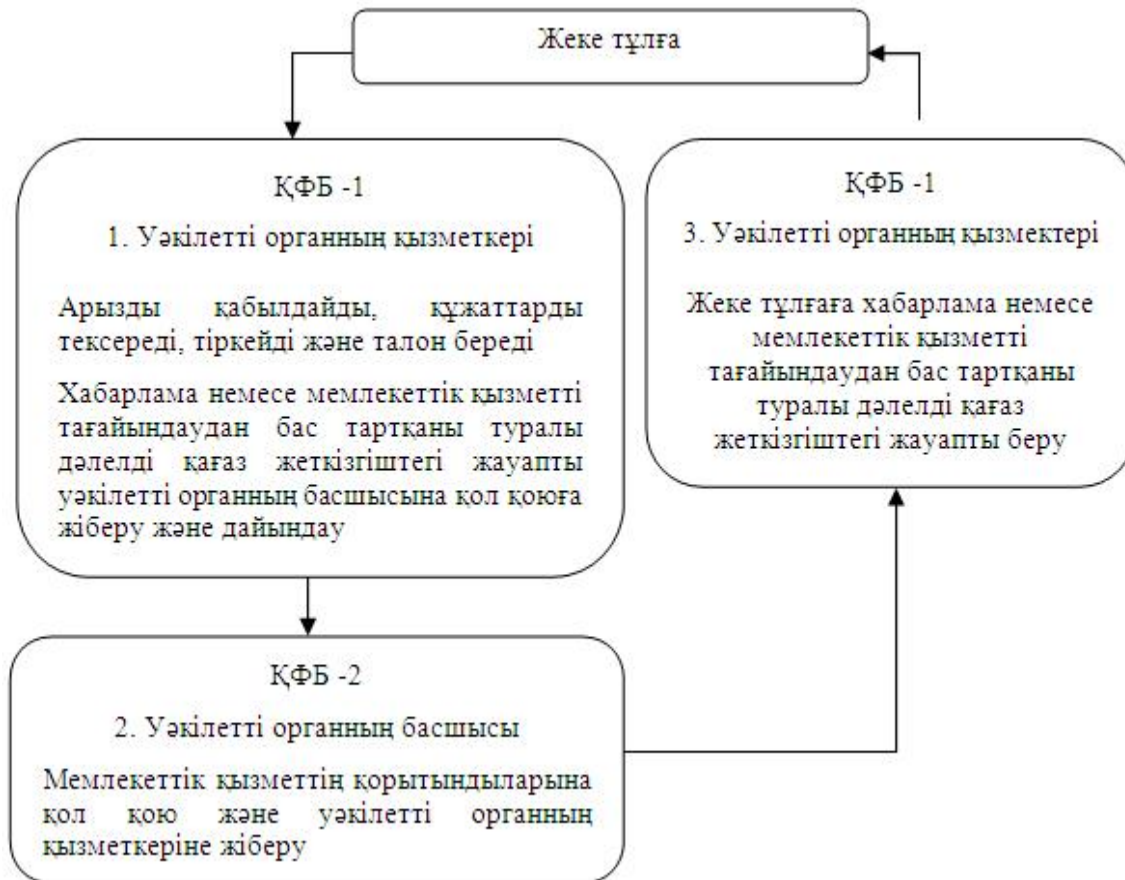 Жеке тұлға
ҚФБ -1
1. Уәкілетті органның қызметкері
Арызды қабылдайды, құжаттарды
тексереді, тіркейді және талон береді
Хабарлама немесе мемлекеттік қызметті
тағайындаудан бас тартқаны туралы
дәлелді қағаз жеткізгіштегі жауапты
уәкілетті органның басшысына қол қоюға
жіберу және дайындау
ҚФБ -2
2. Уәкілетті органның басшысы
Мемлекеттік қызметтің қорытындыларына
қол қою және уәкілетті органның
қызметкеріне жіберу
ҚФБ -1
3. Уәкілетті органның қызмектері
Жеке тұлғаға хабарлама немесе
мемлекеттік қызметті
тағайындаудан бас тартқаны
туралы дәлелді қағаз
жеткізгіштегі жауапты беру